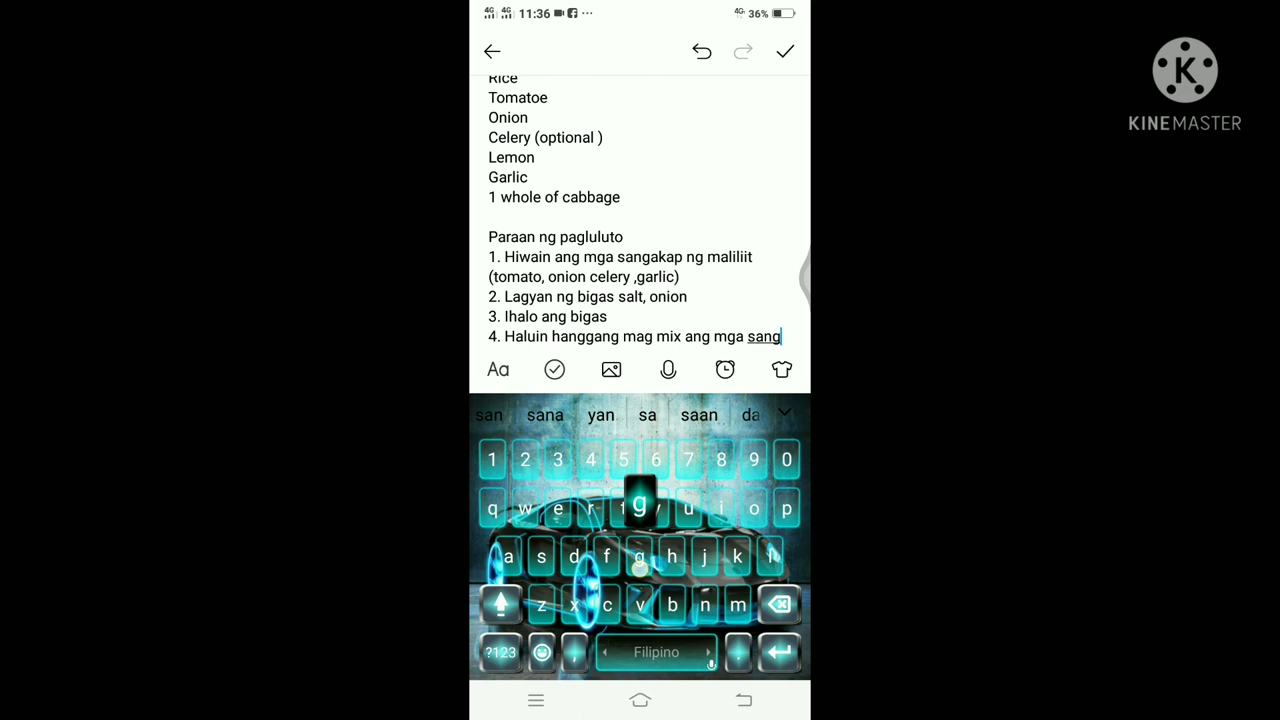 11:36
4G 36%
Rice
Tomatoe
Onion
Celery (optional )
Lemon
Garlic
1 whole of cabbage
Paraan ng pagluluto
1. Hiwain ang mga sangakap ng maliliit
(tomato, onion celery ,garlic)
2. Lagyan ng bigas salt, onion
3. Ihalo ang bigas
4. Haluin hanggang mag mix ang mga sang
Aa
san sana yan sa saan da
1 2 3 4 5 6 7 8 9 0
g
q w e r t y u i o p
a s d f g h j k l
z x c v b n m
?123 , Filipino .
K
KINEMASTER